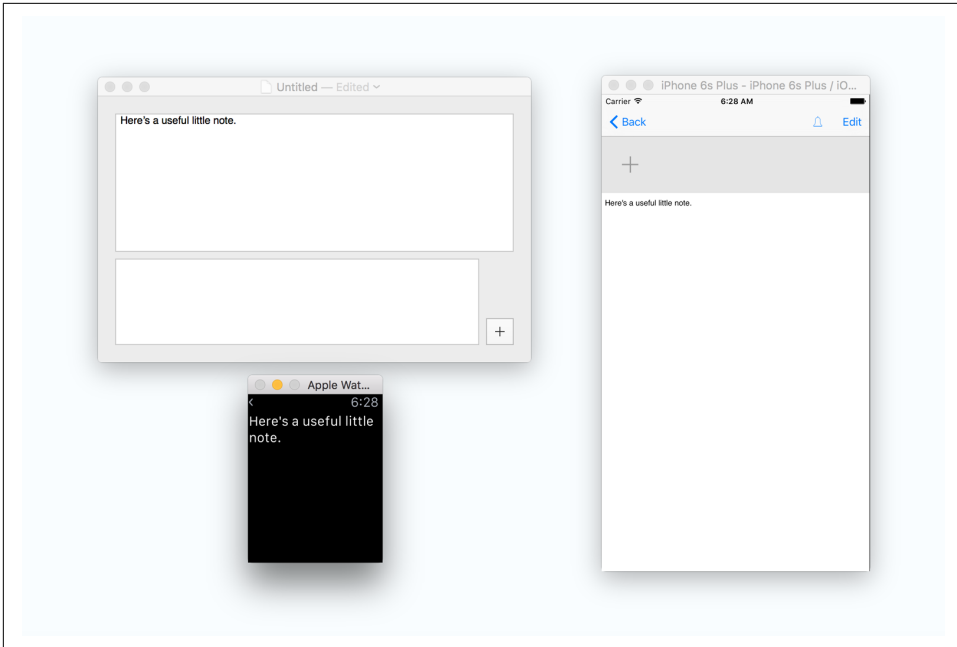 Untitled — Edited
Here's a useful little note.
+
Apple Wat...
6:28
Here's a useful little
note.
iPhone 6s Plus - iPhone 6s Plus / iO...
Carrier 6:28 AM
Back Edit
+
Here's a useful little note.